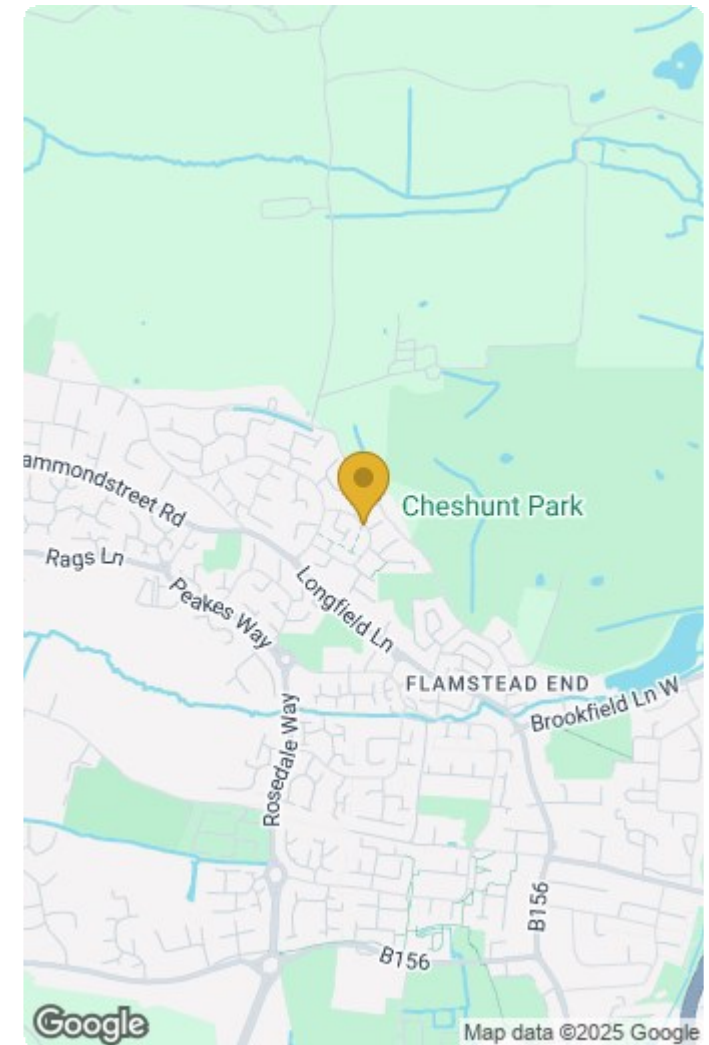 ammondstreet Rd
Cheshunt Park
Rags Ln
Peakes Way
Longfield Ln
FLAMSTEAD END
Brookfield Ln W
Rosedale Way
B156
B156
Google
Map data ©2025 Google